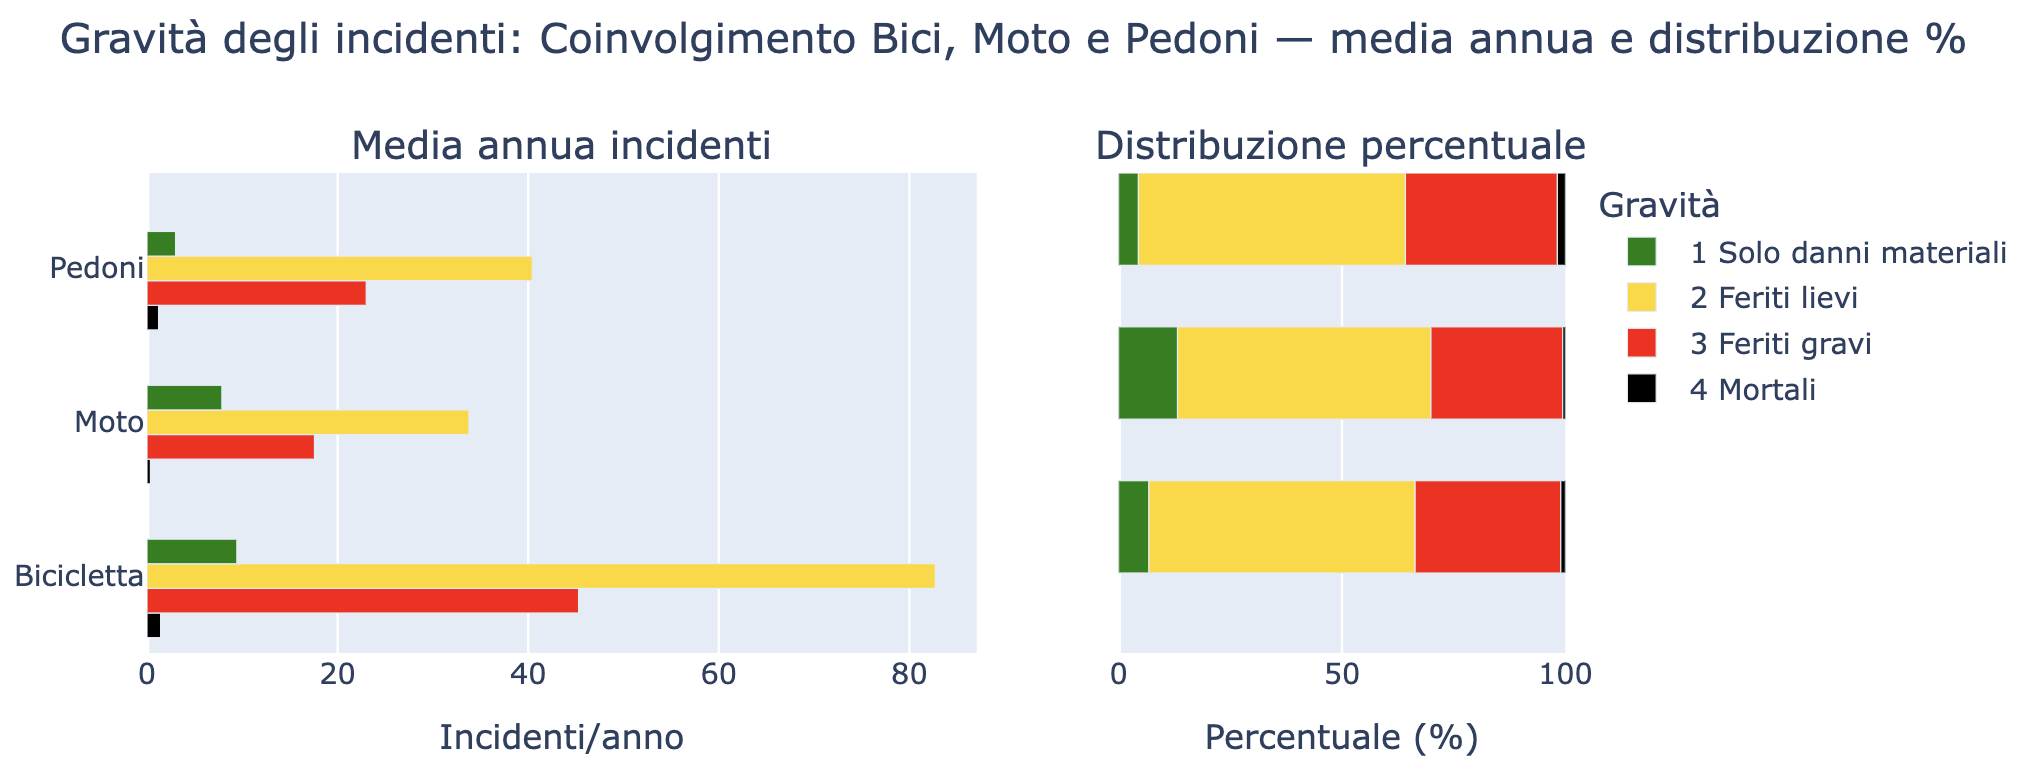 Gravità degli incidenti: Coinvolgimento Bici, Moto e Pedoni — media annua e distribuzione %
Media annua incidenti
Pedoni
Moto
Bicicletta
0 20 40 60 80
Incidenti/anno
Distribuzione percentuale
0 50 100
Percentuale (%)
Gravità
1 Solo danni materiali
2 Feriti lievi
3 Feriti gravi
4 Mortali